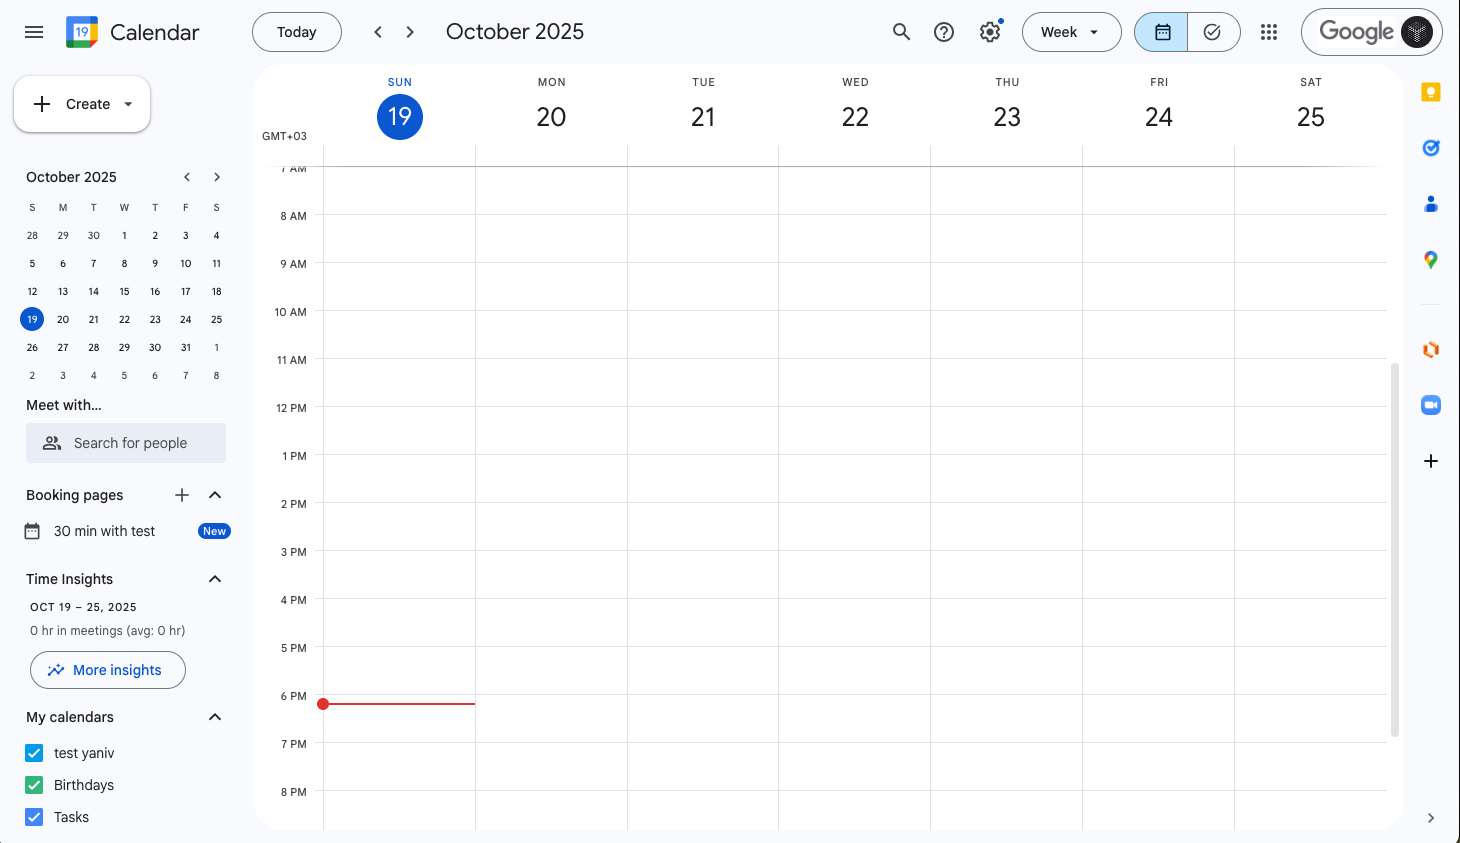 19 Calendar
Today
October 2025
Week
Google
Create
October 2025
S M T W T F S
28 29 30 1 2 3 4
5 6 7 8 9 10 11
12 13 14 15 16 17 18
19 20 21 22 23 24 25
26 27 28 29 30 31 1
2 3 4 5 6 7 8
Meet with...
Search for people
Booking pages
30 min with test New
Time Insights
OCT 19 – 25, 2025
0 hr in meetings (avg: 0 hr)
More insights
My calendars
test yaniv
Birthdays
Tasks
SUN MON TUE WED THU FRI SAT
19 20 21 22 23 24 25
GMT+03
7 AM
8 AM
9 AM
10 AM
11 AM
12 PM
1 PM
2 PM
3 PM
4 PM
5 PM
6 PM
7 PM
8 PM